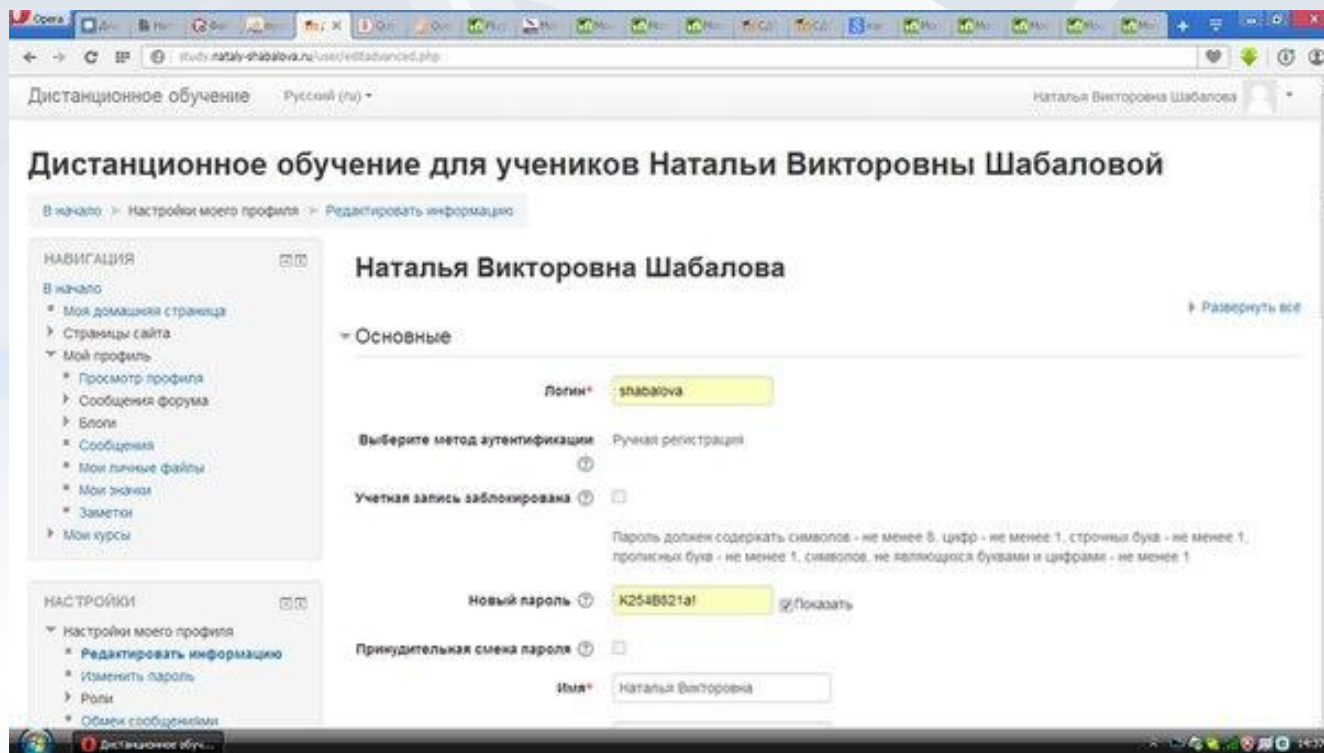 Opera
study.nataly-shabalova.ru/user/editadvanced.php
Дистанционное обучение Русский (ru) Наталья Викторовна Шабалова
Дистанционное обучение для учеников Натальи Викторовны Шабаловой
В начало > Настройки моего профиля > Редактировать информацию
НАВИГАЦИЯ
В начало
Моя домашняя страница
Страницы сайта
Мой профиль
Просмотр профиля
Сообщения форума
Блоги
Сообщения
Мои личные файлы
Мои значки
Заметки
Мои курсы
НАСТРОЙКИ
Настройки моего профиля
Редактировать информацию
Изменить пароль
Роли
Обмен сообщениями
Наталья Викторовна Шабалова
Развернуть всё
Основные
Логин* shabalova
Выберите метод аутентификации Ручная регистрация
Учетная запись заблокирована
Пароль должен содержать символов - не менее 8, цифр - не менее 1, строчных букв - не менее 1,
прописных букв - не менее 1, символов, не являющихся буквами и цифрами - не менее 1
Новый пароль Показать
Принудительная смена пароля
Имя* Наталья Викторовна
Дистанционное обуч...
14:37